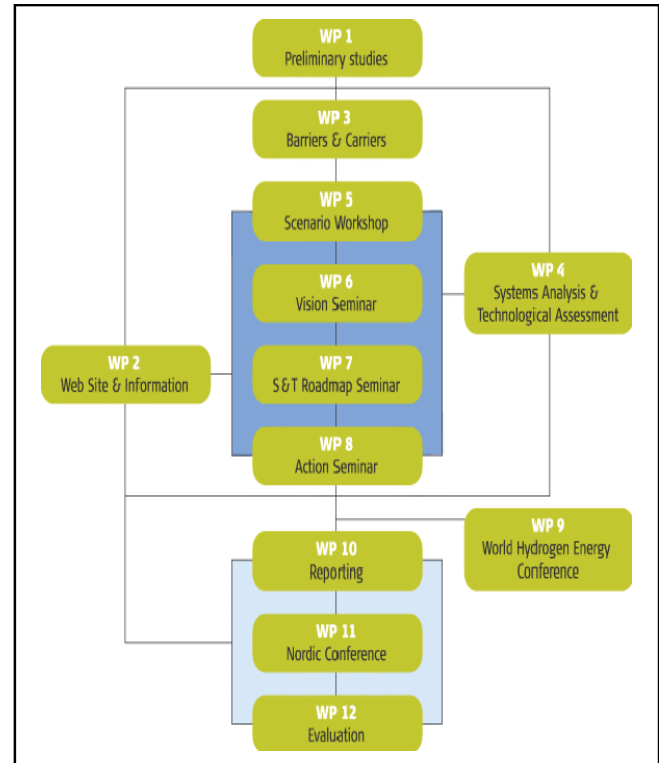 WP 1
Preliminary studies
WP 3
Barriers & Carriers
WP 5
Scenario Workshop
WP 6
Vision Seminar
WP 4
Systems Analysis &
Technological Assessment
WP 2
Web Site & Information
WP 7
S&T Roadmap Seminar
WP 8
Action Seminar
WP 9
World Hydrogen Energy
Conference
WP 10
Reporting
WP 11
Nordic Conference
WP 12
Evaluation